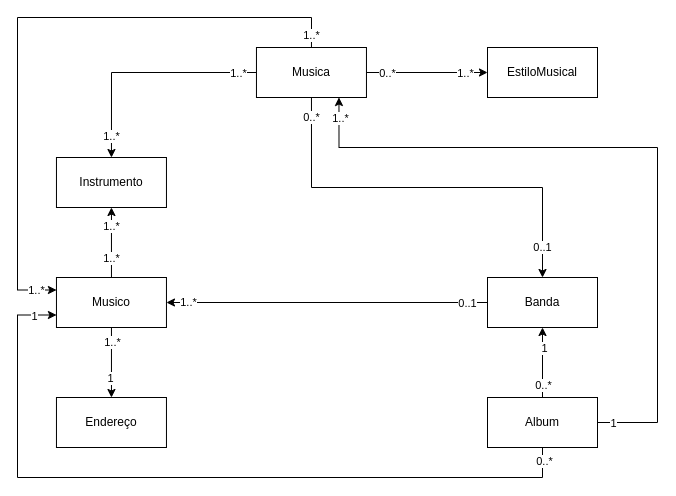 1..*
Musica
1..*
0..*
1..*
EstiloMusical
0..*
1..*
1..*
Instrumento
1..*
1..*
0..1
1..*
Musico
1..*
0..1
Banda
1
1..*
1
1
0..*
Endereço
Album
1
0..*